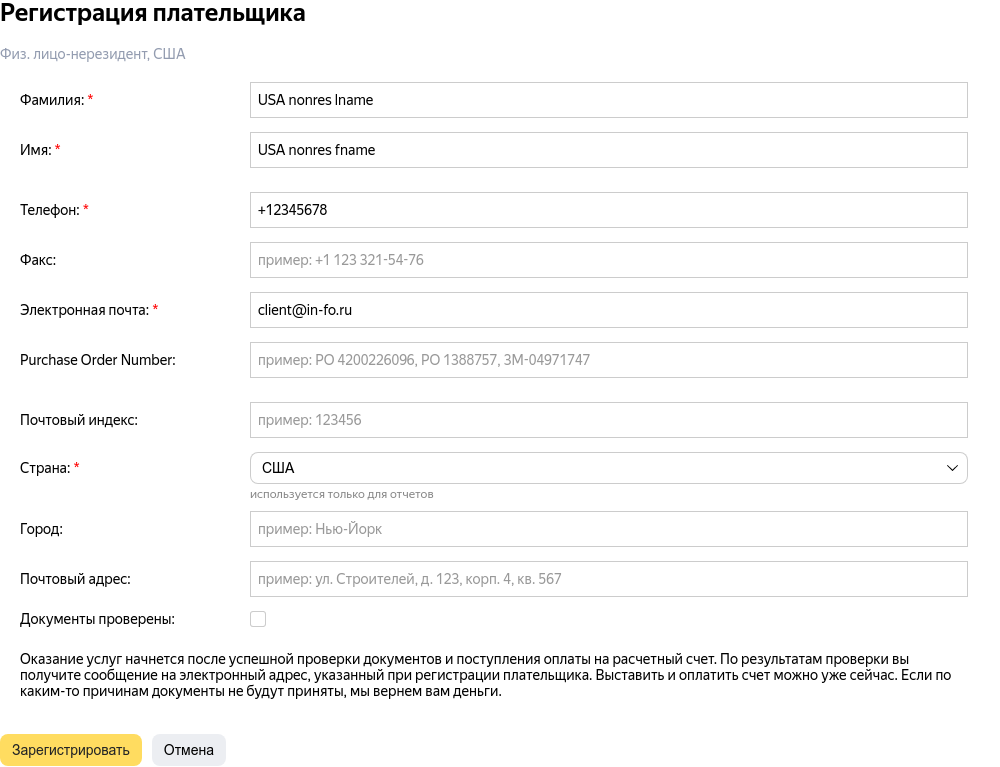 Регистрация плательщика
Физ. лицо-нерезидент, США
Фамилия: * USA nonres lname
Имя: * USA nonres fname
Телефон: * +12345678
Факс: пример: +1 123 321-54-76
Электронная почта: * client@in-fo.ru
Purchase Order Number: пример: PO 4200226096, PO 1388757, 3M-04971747
Почтовый индекс: пример: 123456
Страна: * США
используется только для отчетов
Город: пример: Нью-Йорк
Почтовый адрес: пример: ул. Строителей, д. 123, корп. 4, кв. 567
Документы проверены:
Оказание услуг начнется после успешной проверки документов и поступления оплаты на расчетный счет. По результатам проверки вы
получите сообщение на электронный адрес, указанный при регистрации плательщика. Выставить и оплатить счет можно уже сейчас. Если по
каким-то причинам документы не будут приняты, мы вернем вам деньги.
Зарегистрировать Отмена